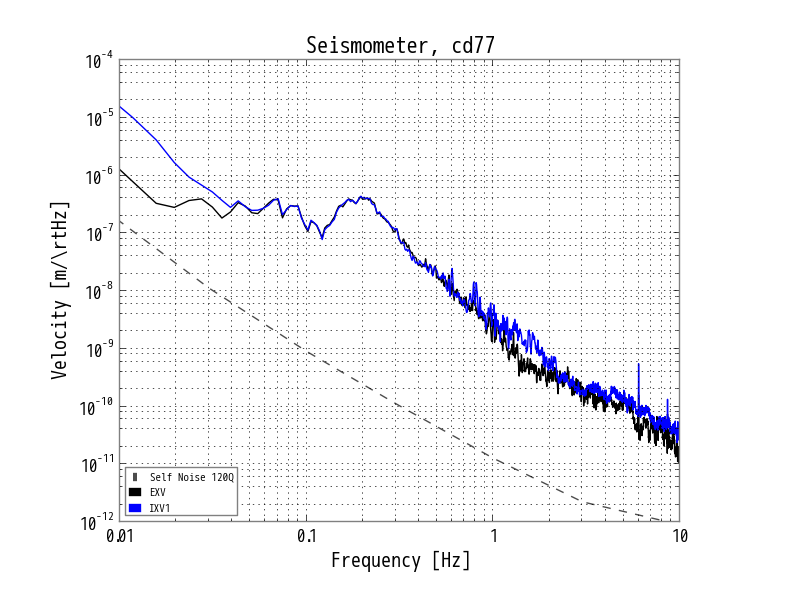 Seismometer, cd77
10^-4
10^-5
10^-6
10^-7
10^-8
10^-9
10^-10
10^-11
10^-12
Velocity [m/\rtHz]
Self Noise 120Q
EXV
IXV1
0.01 0.1 1 10
Frequency [Hz]